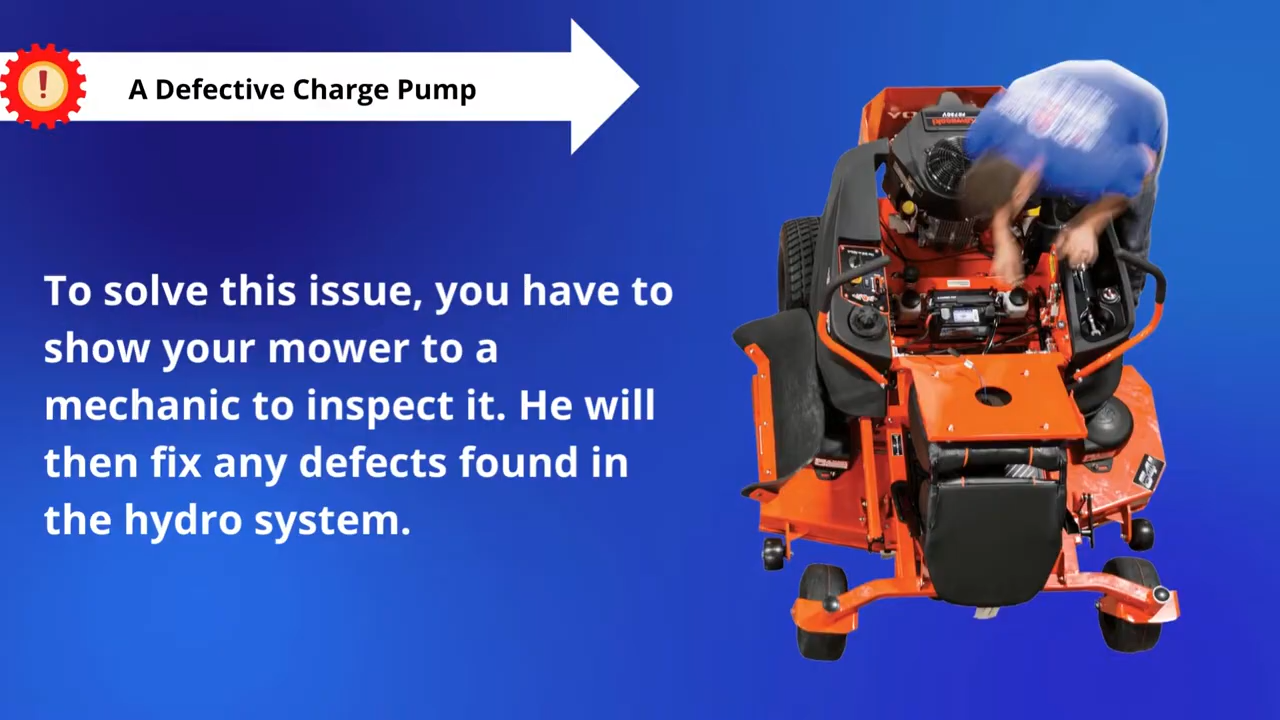 A Defective Charge Pump
To solve this issue, you have to
show your mower to a
mechanic to inspect it. He will
then fix any defects found in
the hydro system.
Kawasaki